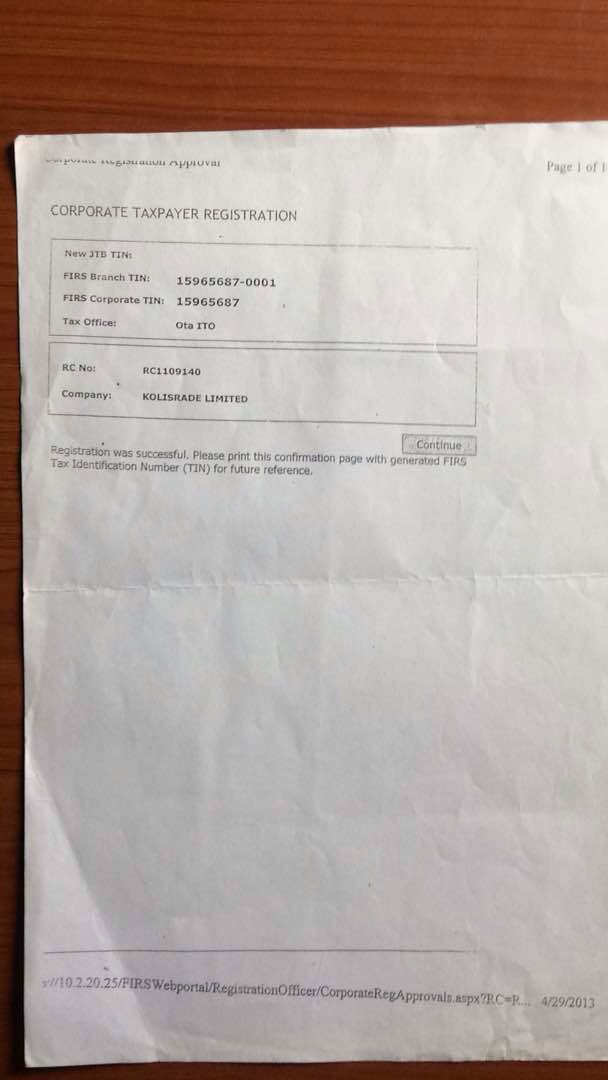 Corporate Registration Approval
Page 1 of 1
CORPORATE TAXPAYER REGISTRATION
New JTB TIN:
FIRS Branch TIN: 15965687-0001
FIRS Corporate TIN: 15965687
Tax Office: Ota ITO
RC No: RC1109140
Company: KOLISRADE LIMITED
Continue
Registration was successful. Please print this confirmation page with generated FIRS
Tax Identification Number (TIN) for future reference.
://10.2.20.25/FIRSWebportal/RegistrationOfficer/CorporateRegApprovals.aspx?RC=R... 4/29/2013